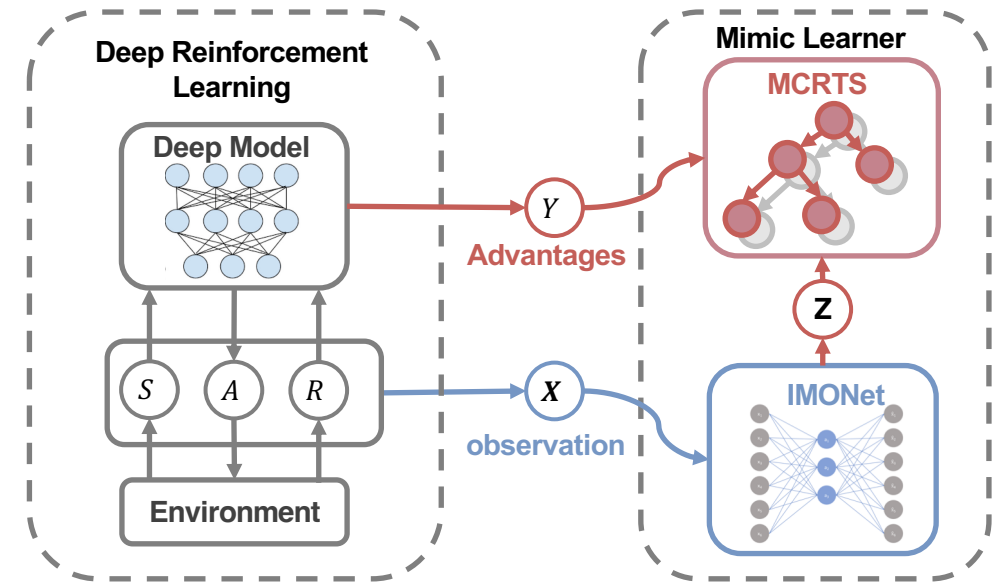 Deep Reinforcement
Learning
Deep Model
S
A
R
Environment
Y
Advantages
X
observation
Mimic Learner
MCRTS
Z
IMONet